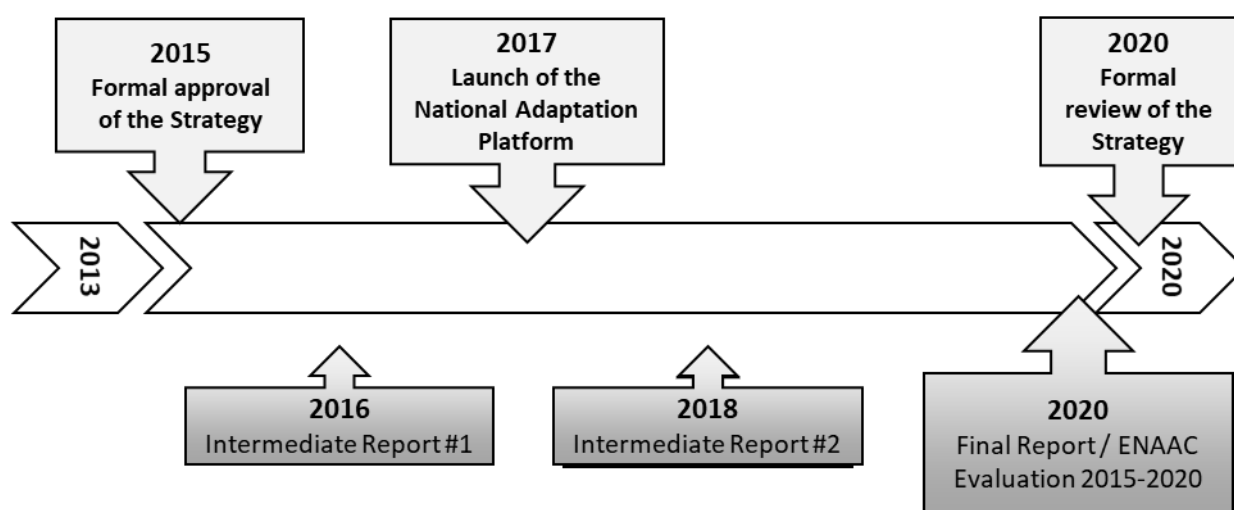 2015
Formal approval
of the Strategy
2017
Launch of the
National Adaptation
Platform
2020
Formal
review of the
Strategy
2013
2020
2016
Intermediate Report #1
2018
Intermediate Report #2
2020
Final Report / ENAAC
Evaluation 2015-2020